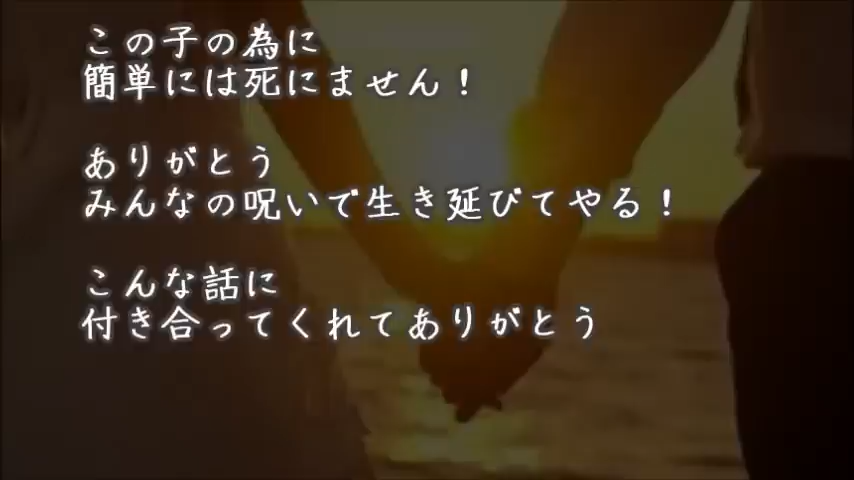 この子の為に
簡単には死にません！
ありがとう
みんなの呪いで生き延びてやる！
こんな話に
付き合ってくれてありがとう